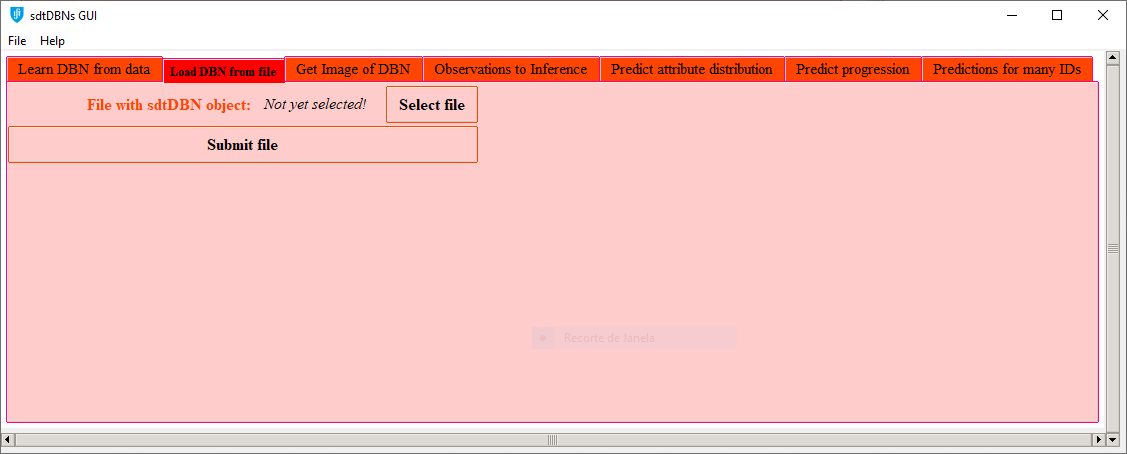 sdtDBNs GUI
File Help
Learn DBN from data Load DBN from file Get Image of DBN Observations to Inference Predict attribute distribution Predict progression Predictions for many IDs
File with sdtDBN object: Not yet selected! Select file
Submit file
Recorte de Janela